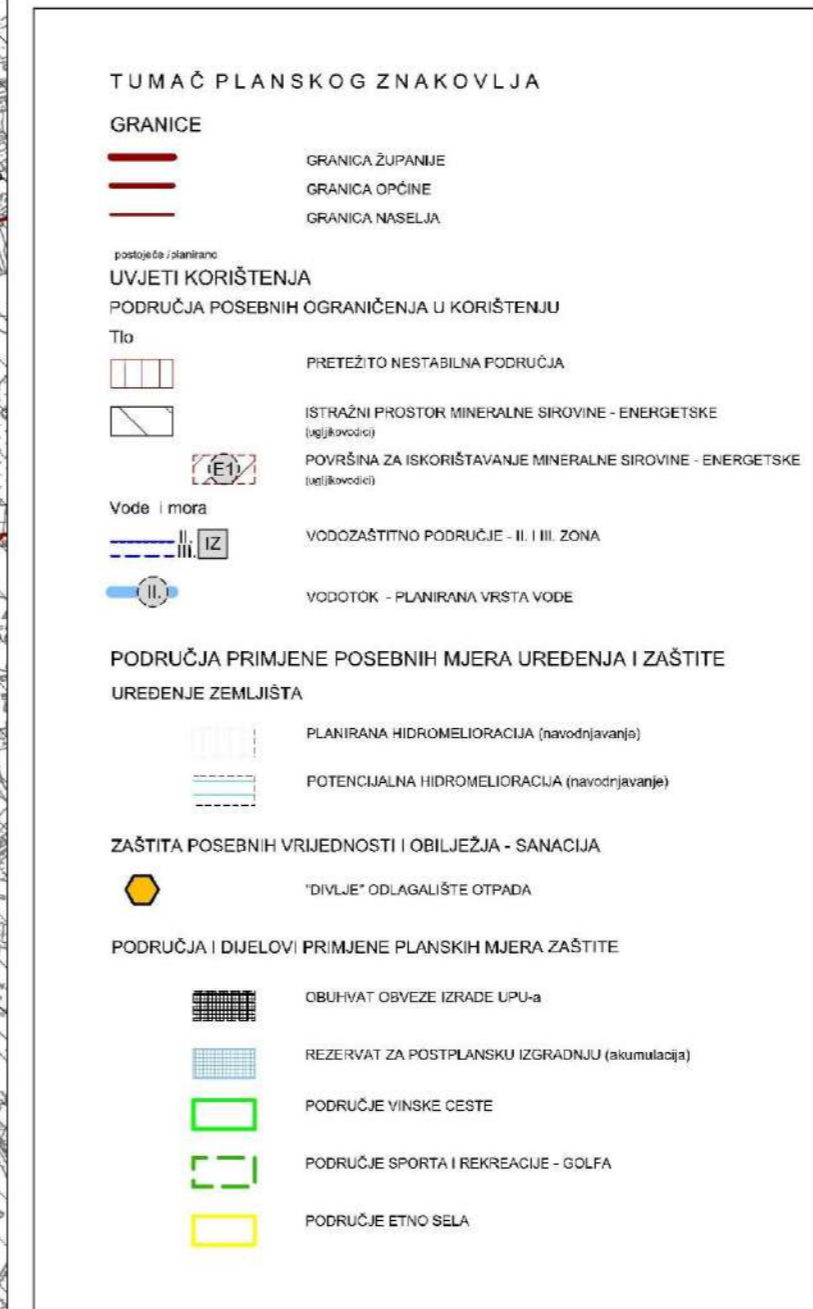 TUMAČ PLANSKOG ZNAKOVLJA
GRANICE
GRANICA ŽUPANIJE
GRANICA OPĆINE
GRANICA NASELJA
postojeće /planirano
UVJETI KORIŠTENJA
PODRUČJA POSEBNIH OGRANIČENJA U KORIŠTENJU
Tlo
PRETEŽITO NESTABILNA PODRUČJA
ISTRAŽNI PROSTOR MINERALNE SIROVINE - ENERGETSKE
(ugljikovodici)
E1 POVRŠINA ZA ISKORIŠTAVANJE MINERALNE SIROVINE - ENERGETSKE
(ugljikovodici)
Vode i mora
II. III. IZ VODOZAŠTITNO PODRUČJE - II. I III. ZONA
II. VODOTOK - PLANIRANA VRSTA VODE
PODRUČJA PRIMJENE POSEBNIH MJERA UREĐENJA I ZAŠTITE
UREĐENJE ZEMLJIŠTA
PLANIRANA HIDROMELIORACIJA (navodnjavanje)
POTENCIJALNA HIDROMELIORACIJA (navodnjavanje)
ZAŠTITA POSEBNIH VRIJEDNOSTI I OBILJEŽJA - SANACIJA
"DIVLJE" ODLAGALIŠTE OTPADA
PODRUČJA I DIJELOVI PRIMJENE PLANSKIH MJERA ZAŠTITE
OBUHVAT OBVEZE IZRADE UPU-a
REZERVAT ZA POSTPLANSKU IZGRADNJU (akumulacija)
PODRUČJE VINSKE CESTE
PODRUČJE SPORTA I REKREACIJE - GOLFA
PODRUČJE ETNO SELA